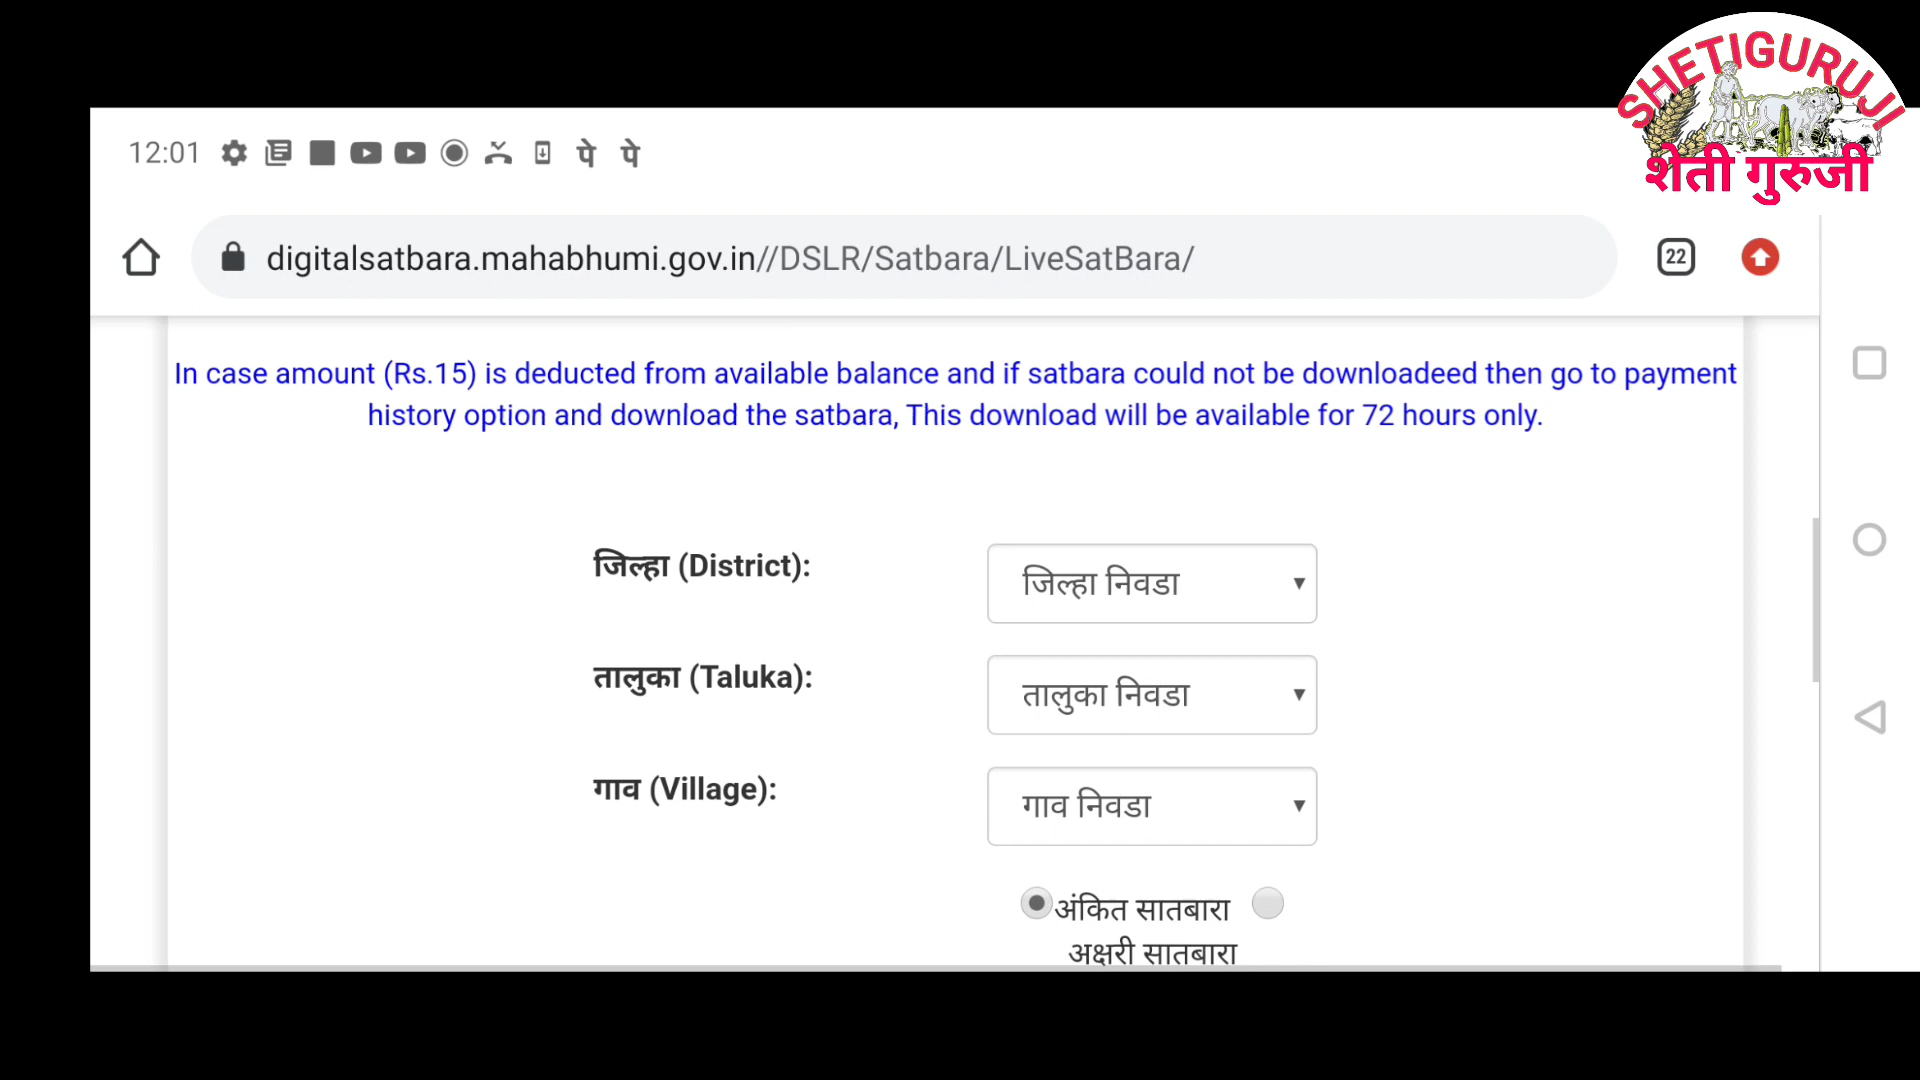 SHETIGURUJI
शेती गुरुजी
12:01 पे पे
digitalsatbara.mahabhumi.gov.in//DSLR/Satbara/LiveSatBara/
22
In case amount (Rs.15) is deducted from available balance and if satbara could not be downloadeed then go to payment
history option and download the satbara, This download will be available for 72 hours only.
जिल्हा (District):
जिल्हा निवडा
तालुका (Taluka):
तालुका निवडा
गाव (Village):
गाव निवडा
अंकित सातबारा
अक्षरी सातबारा